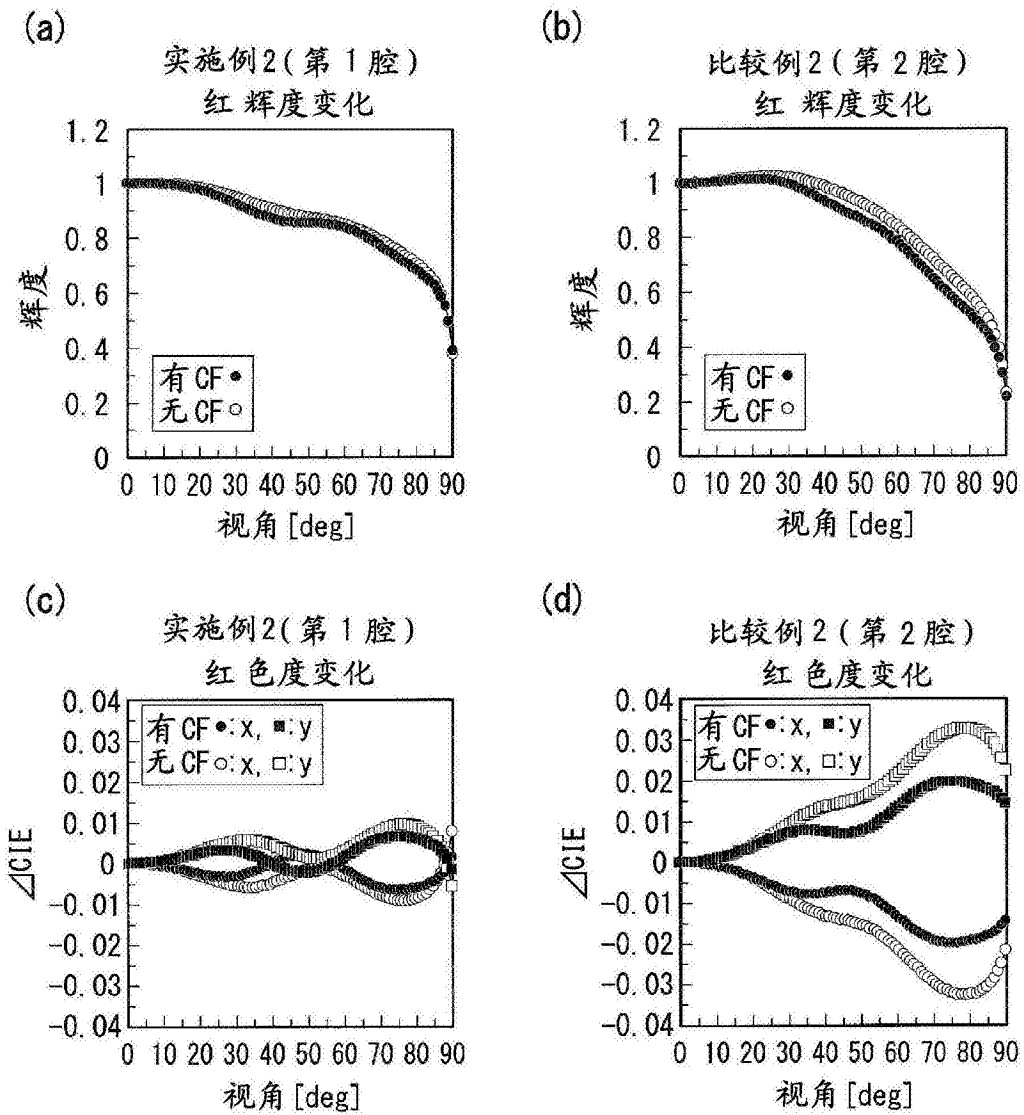 (a)
实施例2(第1腔)
红 辉度变化
1.2
1
0.8
0.6
0.4
0.2
0
辉度
有CF●
无CF○
0 10 20 30 40 50 60 70 80 90
视角[deg]
(b)
比较例2(第2腔)
红 辉度变化
1.2
1
0.8
0.6
0.4
0.2
0
辉度
有CF●
无CF○
0 10 20 30 40 50 60 70 80 90
视角[deg]
(c)
实施例2(第1腔)
红 色度变化
0.04
0.03
0.02
0.01
0
-0.01
-0.02
-0.03
-0.04
⊿CIE
有CF●:x, ■:y
无CF○:x, □:y
0 10 20 30 40 50 60 70 80 90
视角[deg]
(d)
比较例2(第2腔)
红 色度变化
0.04
0.03
0.02
0.01
0
-0.01
-0.02
-0.03
-0.04
⊿CIE
有CF●:x, ■:y
无CF○:x, □:y
0 10 20 30 40 50 60 70 80 90
视角[deg]